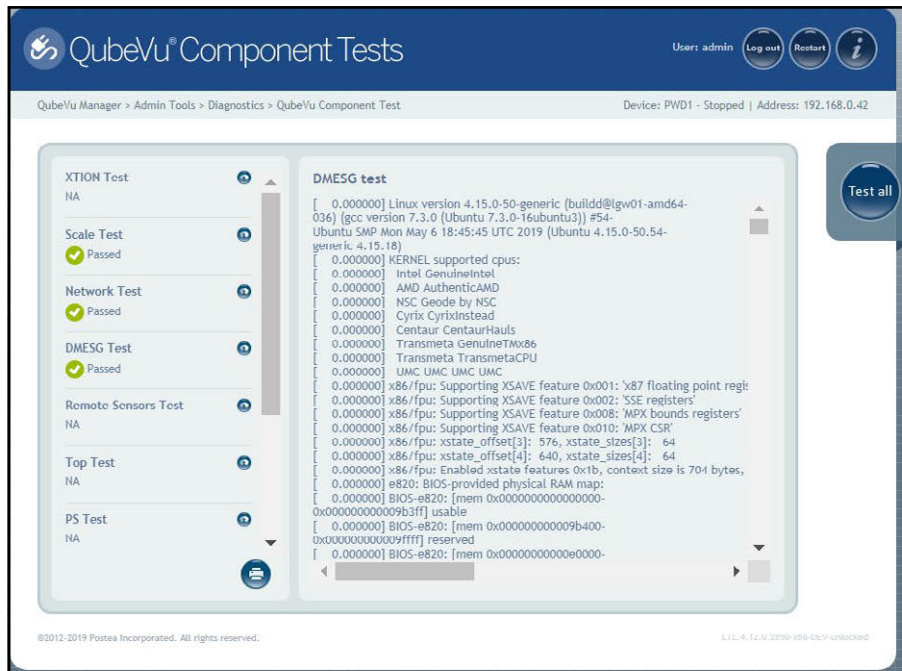 QubeVu® Component Tests
User: admin
Log out
Restart
i
QubeVu Manager > Admin Tools > Diagnostics > QubeVu Component Test
Device: PWD1 - Stopped | Address: 192.168.0.42
XTION Test
NA
Scale Test
Passed
Network Test
Passed
DMESG Test
Passed
Remote Sensors Test
NA
Top Test
NA
PS Test
NA
DMESG test
[ 0.000000] Linux version 4.15.0-50-generic (buildd@lgw01-amd64-
036) (gcc version 7.3.0 (Ubuntu 7.3.0-16ubuntu3)) #54-
Ubuntu SMP Mon May 6 18:45:45 UTC 2019 (Ubuntu 4.15.0-50.54-
generic 4.15.18)
[ 0.000000] KERNEL supported cpus:
[ 0.000000] Intel GenuineIntel
[ 0.000000] AMD AuthenticAMD
[ 0.000000] NSC Geode by NSC
[ 0.000000] Cyrix CyrixInstead
[ 0.000000] Centaur CentaurHauls
[ 0.000000] Transmeta GenuineTMx86
[ 0.000000] Transmeta TransmetaCPU
[ 0.000000] UMC UMC UMC UMC
[ 0.000000] x86/fpu: Supporting XSAVE feature 0x001: 'x87 floating point regis
[ 0.000000] x86/fpu: Supporting XSAVE feature 0x002: 'SSE registers'
[ 0.000000] x86/fpu: Supporting XSAVE feature 0x008: 'MPX bounds registers'
[ 0.000000] x86/fpu: Supporting XSAVE feature 0x010: 'MPX CSR'
[ 0.000000] x86/fpu: xstate_offset[3]: 576, xstate_sizes[3]: 64
[ 0.000000] x86/fpu: xstate_offset[4]: 640, xstate_sizes[4]: 64
[ 0.000000] x86/fpu: Enabled xstate features 0x1b, context size is 704 bytes,
[ 0.000000] e820: BIOS-provided physical RAM map:
[ 0.000000] BIOS-e820: [mem 0x0000000000000000-
0x000000000009b3ff] usable
[ 0.000000] BIOS-e820: [mem 0x000000000009b400-
0x000000000009ffff] reserved
[ 0.000000] BIOS-e820: [mem 0x00000000000e0000-
Test all
©2012-2019 Postea Incorporated. All rights reserved.